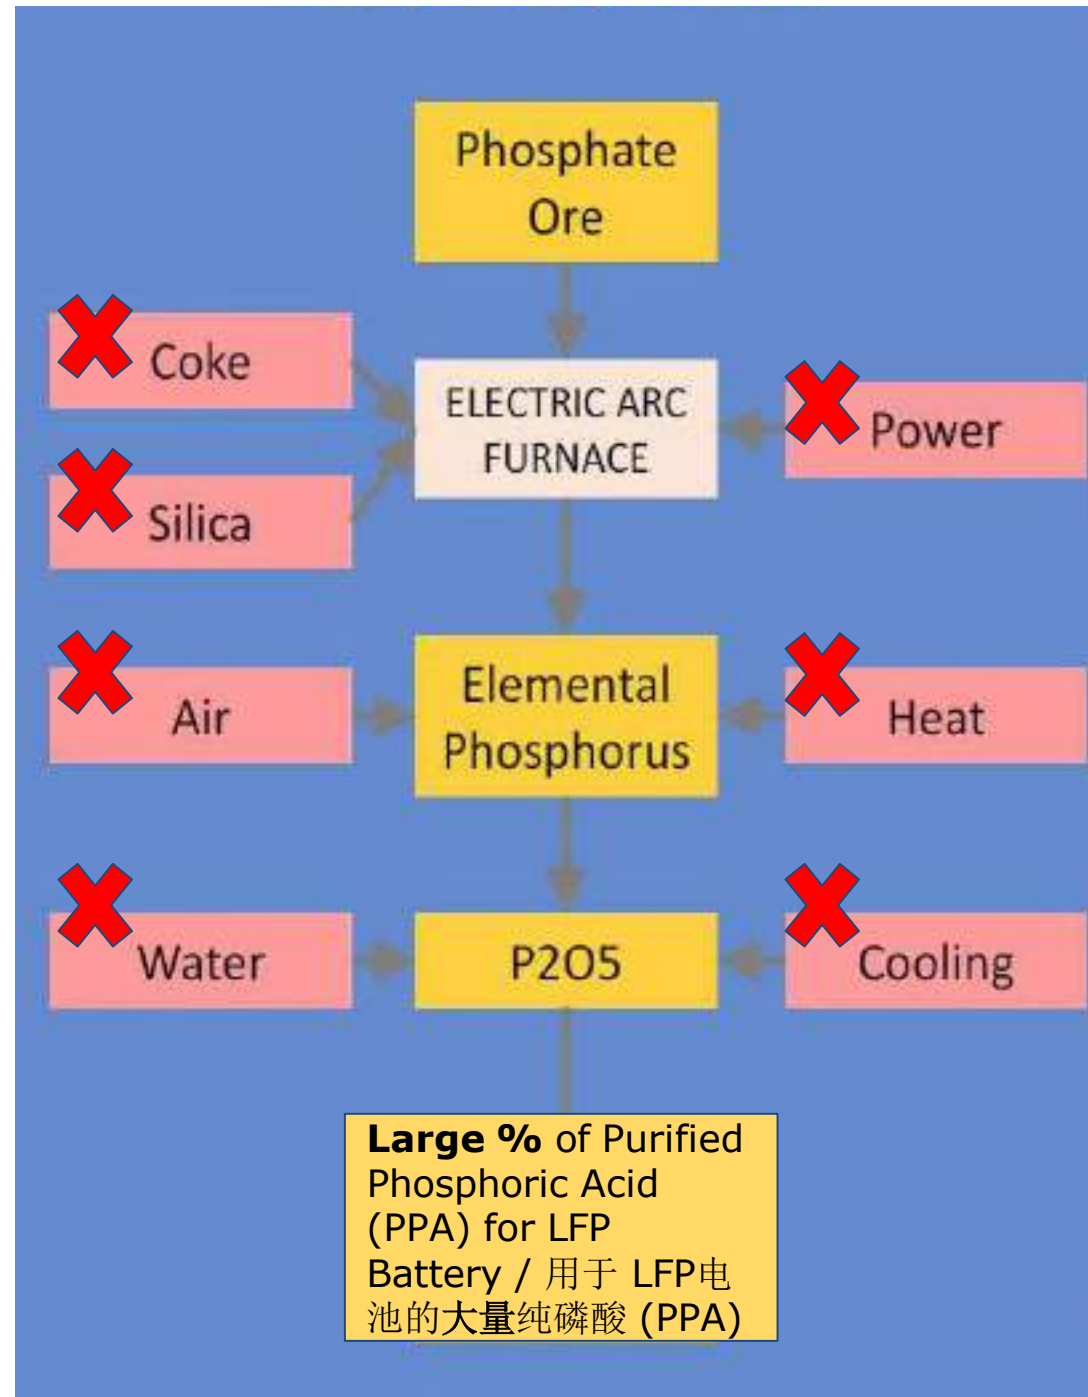 Phosphate
Ore
Coke
ELECTRIC ARC
FURNACE
Power
Silica
Air
Elemental
Phosphorus
Heat
Water
P2O5
Cooling
Large % of Purified
Phosphoric Acid
(PPA) for LFP
Battery / 用于 LFP电
池的大量纯磷酸 (PPA)